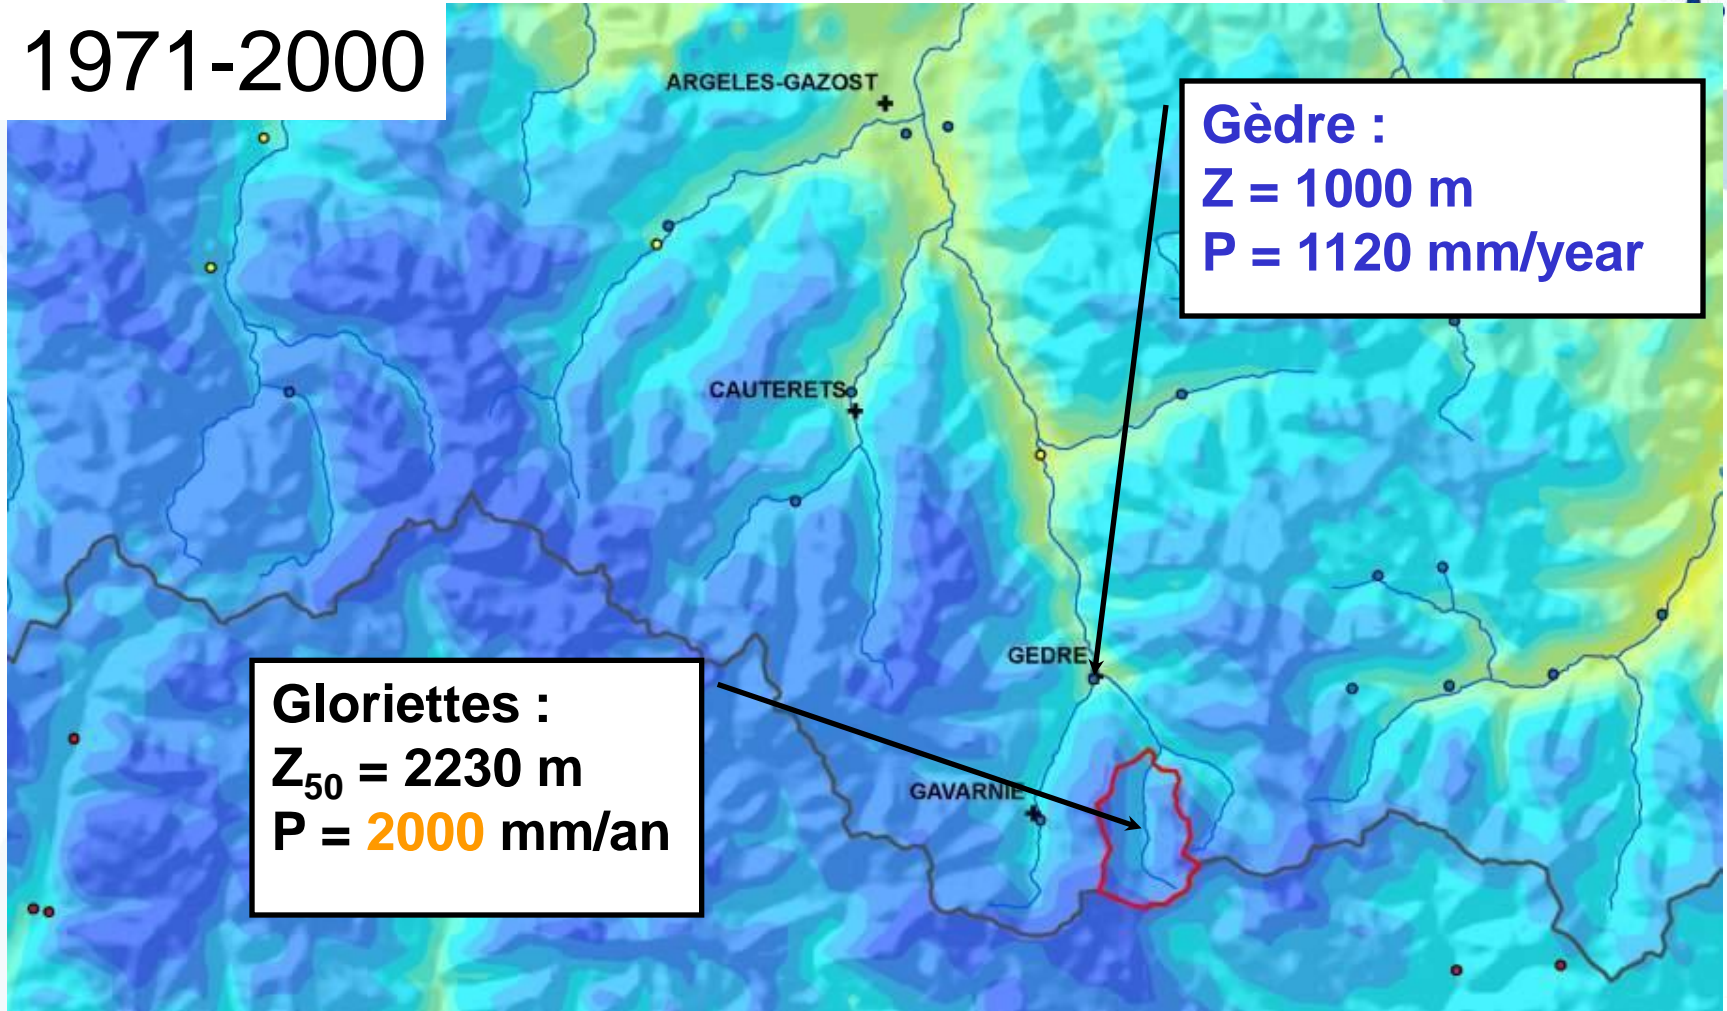 1971-2000
ARGELES-GAZOST
Gèdre :
Z = 1000 m
P = 1120 mm/year
CAUTERETS
GEDRE
Gloriettes :
Z50 = 2230 m
P = 2000 mm/an
GAVARNIE